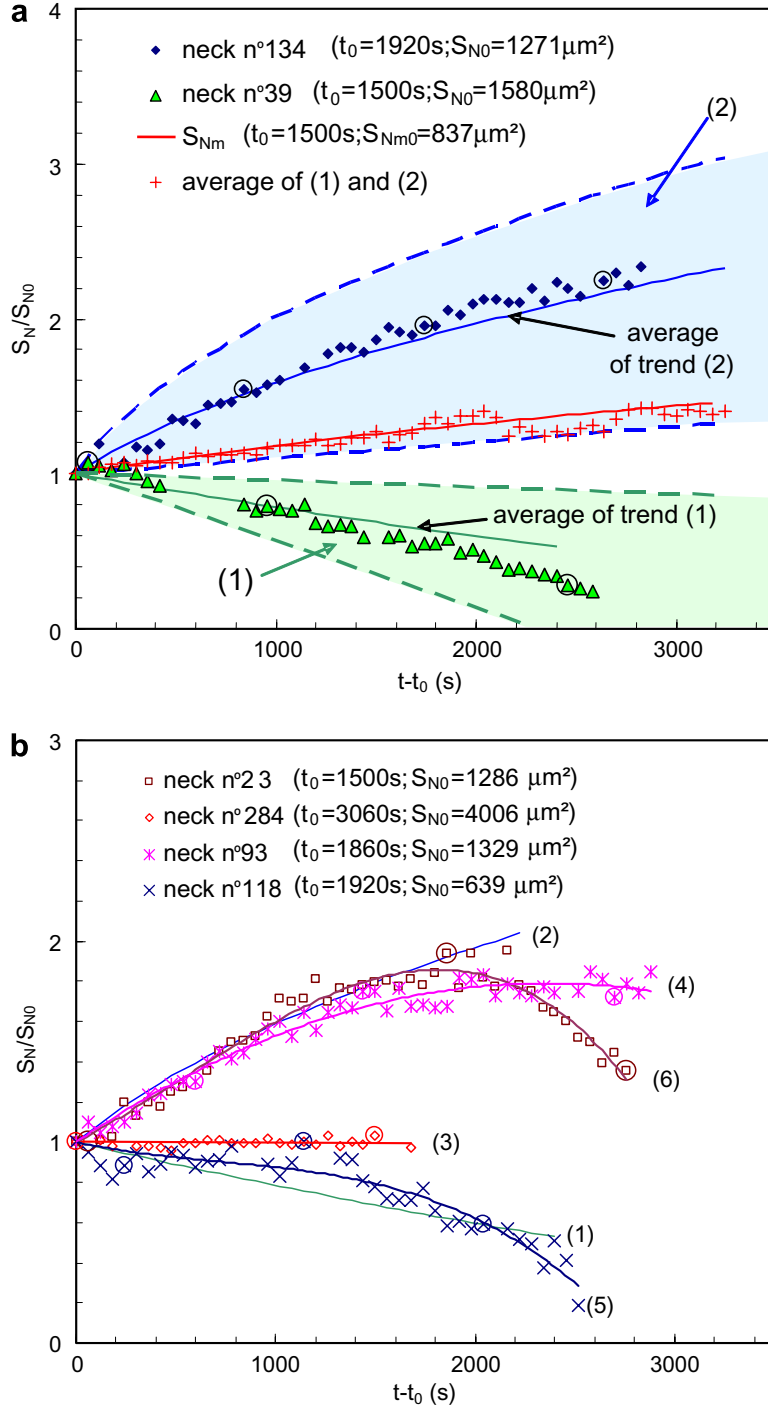 a
4
neck n°134 (t0=1920s;SN0=1271μm²)
neck n°39 (t0=1500s;SN0=1580μm²)
SNm (t0=1500s;SNm0=837μm²)
average of (1) and (2)
(2)
3
SN/SN0
2
average
of trend (2)
1
average of trend (1)
(1)
0
0 1000 2000 3000
t-t0 (s)
b
3
neck n°23 (t0=1500s;SN0=1286 μm²)
neck n°284 (t0=3060s;SN0=4006 μm²)
neck n°93 (t0=1860s;SN0=1329 μm²)
neck n°118 (t0=1920s;SN0=639 μm²)
2
(2)
(4)
SN/SN0
(6)
1
(3)
(1)
(5)
0
0 1000 2000 3000
t-t0 (s)